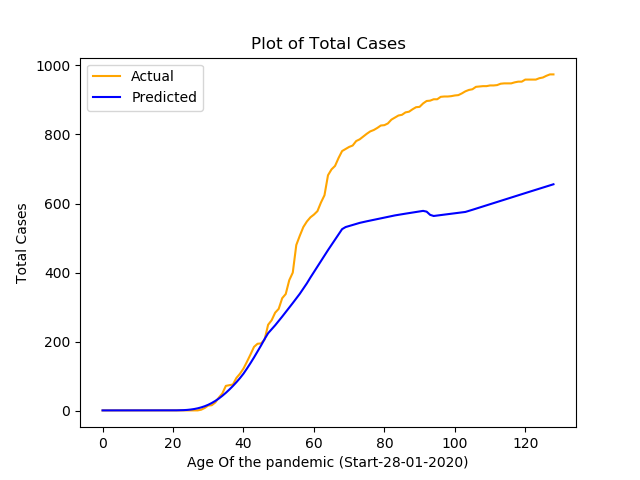 Plot of Total Cases
Actual
Predicted
1000
800
600
400
200
0
Total Cases
0 20 40 60 80 100 120
Age Of the pandemic (Start-28-01-2020)